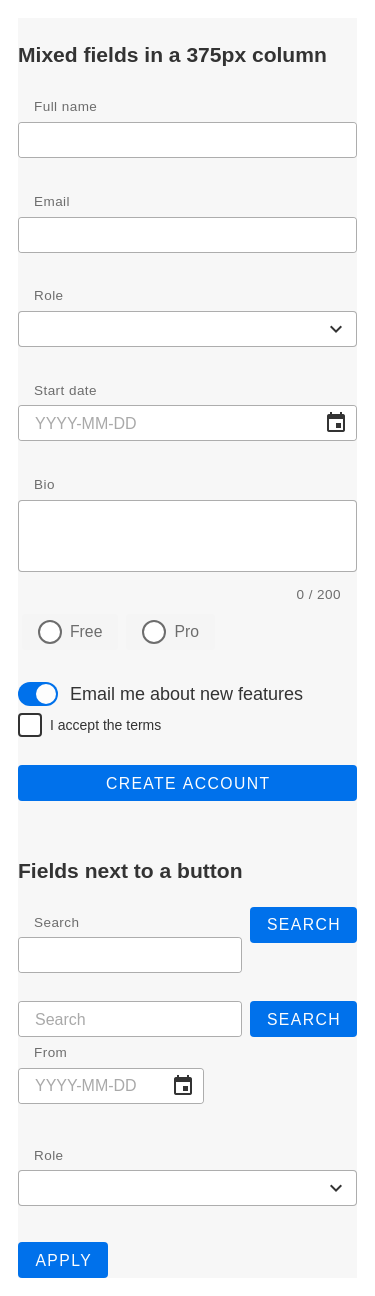 Mixed fields in a 375px column
Full name
Email
Role
Start date
YYYY-MM-DD
Bio
0 / 200
Free Pro
Email me about new features
I accept the terms
CREATE ACCOUNT
Fields next to a button
Search
SEARCH
Search SEARCH
From
YYYY-MM-DD
Role
APPLY